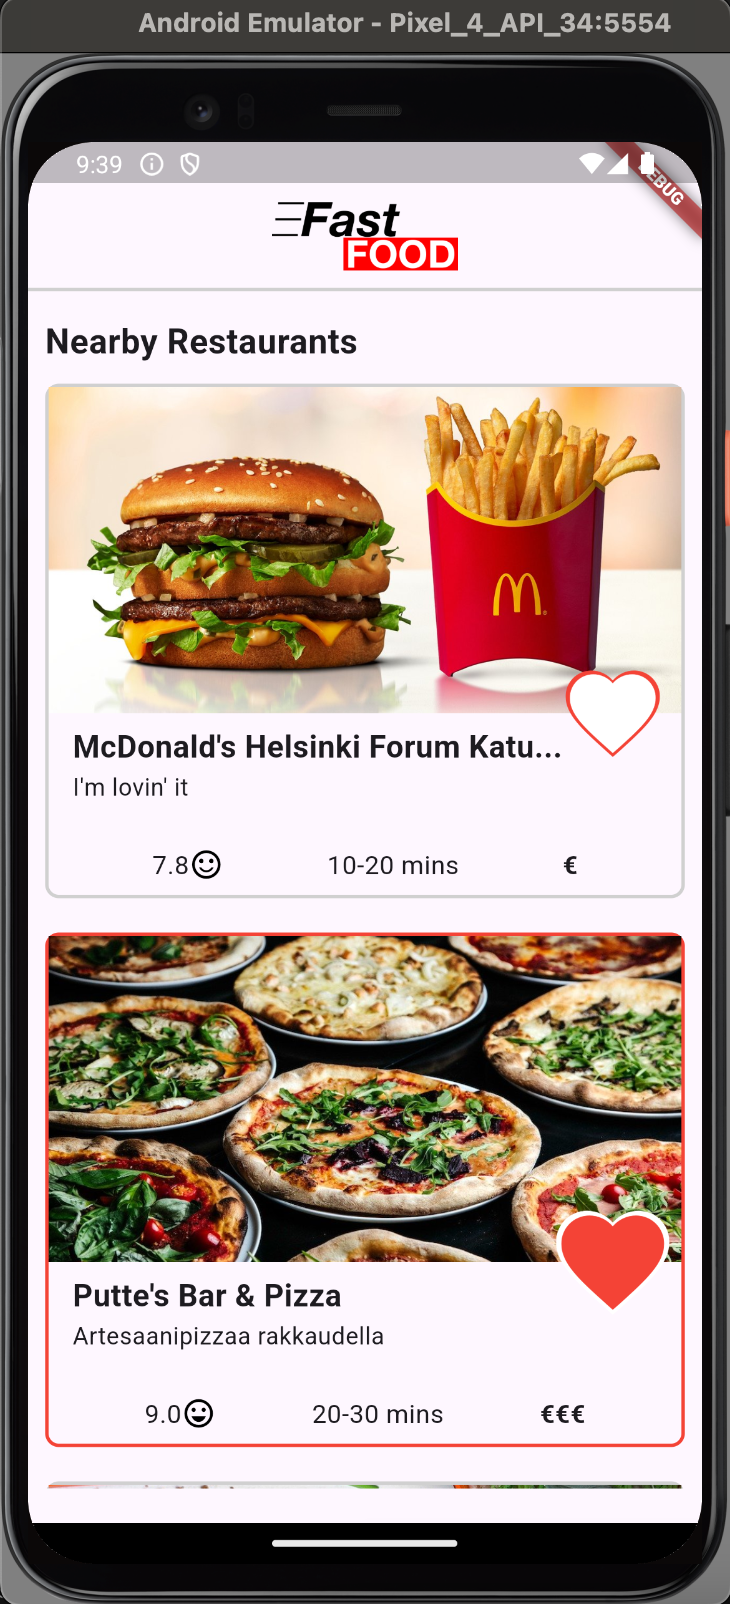 Android Emulator - Pixel_4_API_34:5554
9:39
DEBUG
Fast
FOOD
Nearby Restaurants
McDonald's Helsinki Forum Katu...
I'm lovin' it
7.8 10-20 mins €
Putte's Bar & Pizza
Artesaanipizzaa rakkaudella
9.0 20-30 mins €€€